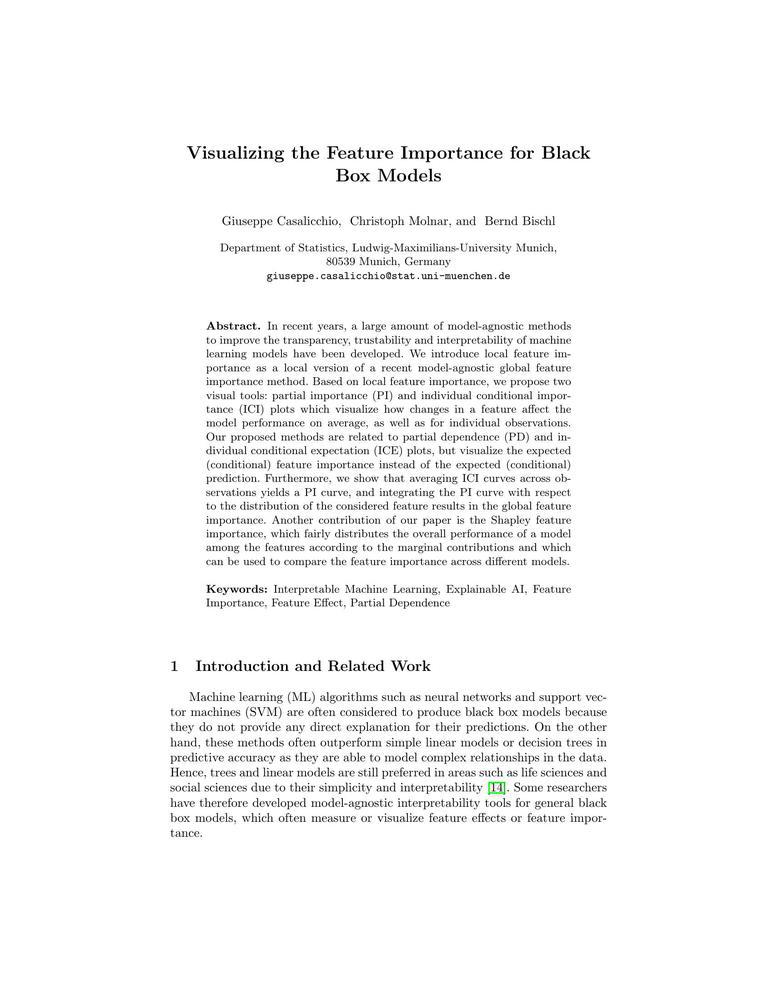 Visualizing the Feature Importance for Black
Box Models
Giuseppe Casalicchio, Christoph Molnar, and Bernd Bischl
Department of Statistics, Ludwig-Maximilians-University Munich,
80539 Munich, Germany
giuseppe.casalicchio@stat.uni-muenchen.de
Abstract. In recent years, a large amount of model-agnostic methods
to improve the transparency, trustability and interpretability of machine
learning models have been developed. We introduce local feature im-
portance as a local version of a recent model-agnostic global feature
importance method. Based on local feature importance, we propose two
visual tools: partial importance (PI) and individual conditional impor-
tance (ICI) plots which visualize how changes in a feature affect the
model performance on average, as well as for individual observations.
Our proposed methods are related to partial dependence (PD) and in-
dividual conditional expectation (ICE) plots, but visualize the expected
(conditional) feature importance instead of the expected (conditional)
prediction. Furthermore, we show that averaging ICI curves across ob-
servations yields a PI curve, and integrating the PI curve with respect
to the distribution of the considered feature results in the global feature
importance. Another contribution of our paper is the Shapley feature
importance, which fairly distributes the overall performance of a model
among the features according to the marginal contributions and which
can be used to compare the feature importance across different models.
Keywords: Interpretable Machine Learning, Explainable AI, Feature
Importance, Feature Effect, Partial Dependence
1 Introduction and Related Work
Machine learning (ML) algorithms such as neural networks and support vec-
tor machines (SVM) are often considered to produce black box models because
they do not provide any direct explanation for their predictions. On the other
hand, these methods often outperform simple linear models or decision trees in
predictive accuracy as they are able to model complex relationships in the data.
Hence, trees and linear models are still preferred in areas such as life sciences and
social sciences due to their simplicity and interpretability [14]. Some researchers
have therefore developed model-agnostic interpretability tools for general black
box models, which often measure or visualize feature effects or feature impor-
tance.